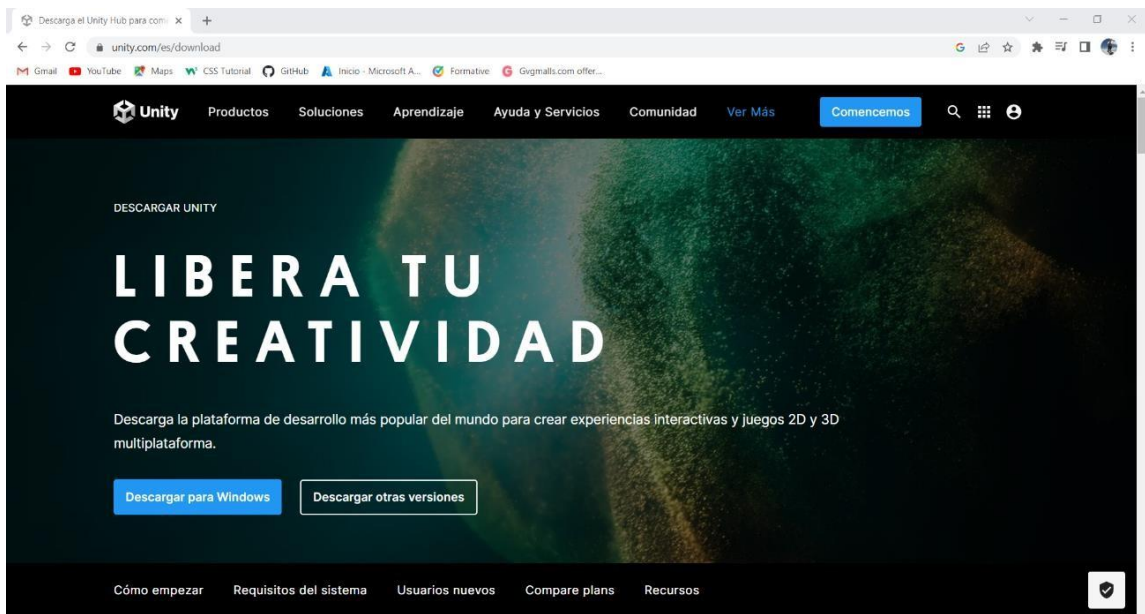 Descarga el Unity Hub para com
unity.com/es/download
Gmail YouTube Maps CSS Tutorial GitHub Inicio - Microsoft A... Formative Gvgmalls.com offer...
Unity Productos Soluciones Aprendizaje Ayuda y Servicios Comunidad Ver Más Comencemos
DESCARGAR UNITY
LIBERA TU
CREATIVIDAD
Descarga la plataforma de desarrollo más popular del mundo para crear experiencias interactivas y juegos 2D y 3D
multiplataforma.
Descargar para Windows Descargar otras versiones
Cómo empezar Requisitos del sistema Usuarios nuevos Compare plans Recursos